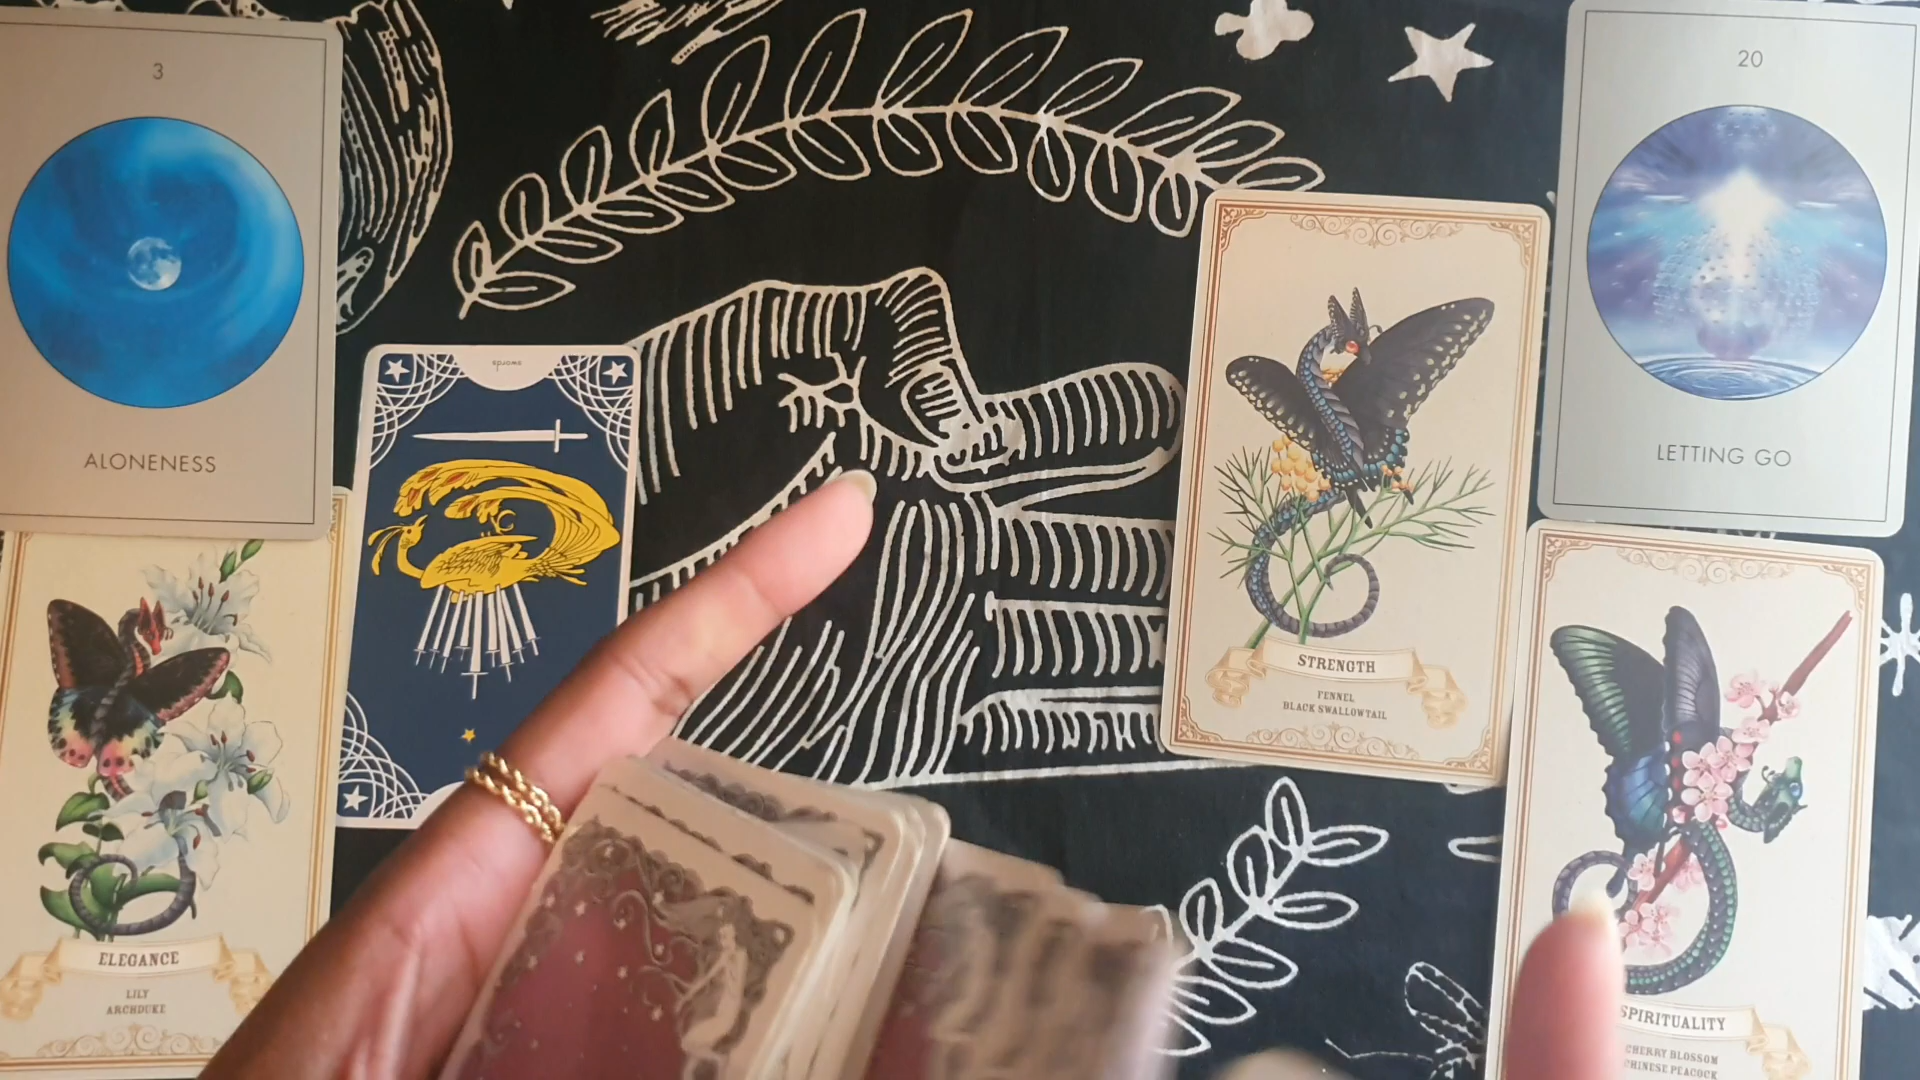 3
ALONENESS
swords
ELEGANCE
LILY
ARCHDUKE
STRENGTH
FENNEL
BLACK SWALLOWTAIL
20
LETTING GO
SPIRITUALITY
CHERRY BLOSSOM
CHINESE PEACOCK